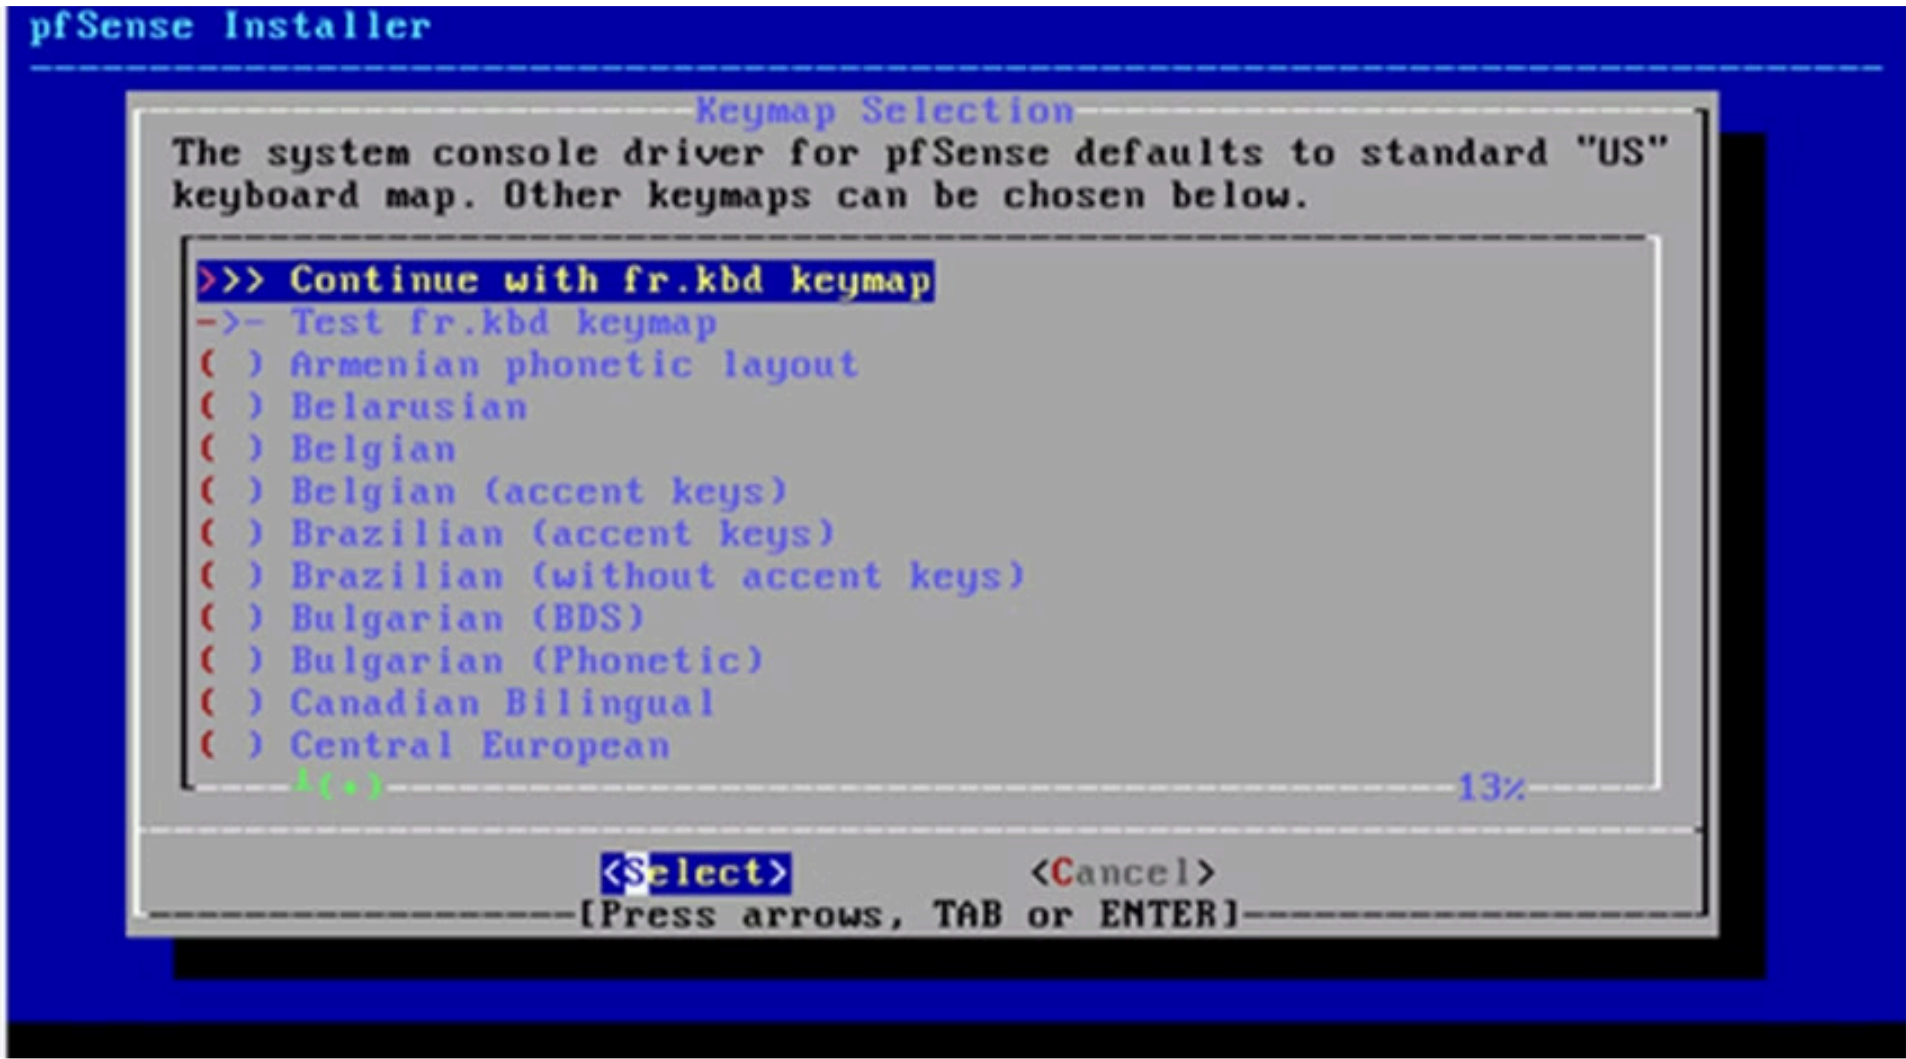 pfSense Installer
Keymap Selection
The system console driver for pfSense defaults to standard "US"
keyboard map. Other keymaps can be chosen below.
>>> Continue with fr.kbd keymap
->- Test fr.kbd keymap
( ) Armenian phonetic layout
( ) Belarusian
( ) Belgian
( ) Belgian (accent keys)
( ) Brazilian (accent keys)
( ) Brazilian (without accent keys)
( ) Bulgarian (BDS)
( ) Bulgarian (Phonetic)
( ) Canadian Bilingual
( ) Central European
(+) 13%
<Select> <Cancel>
[Press arrows, TAB or ENTER]